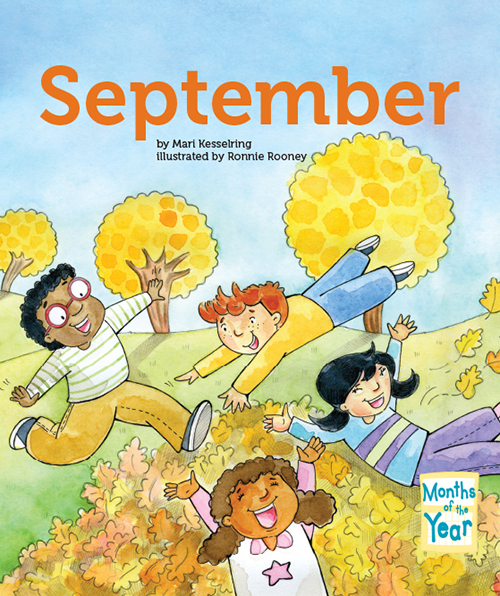 September
by Mari Kesselring
illustrated by Ronnie Rooney
Months
of the
Year